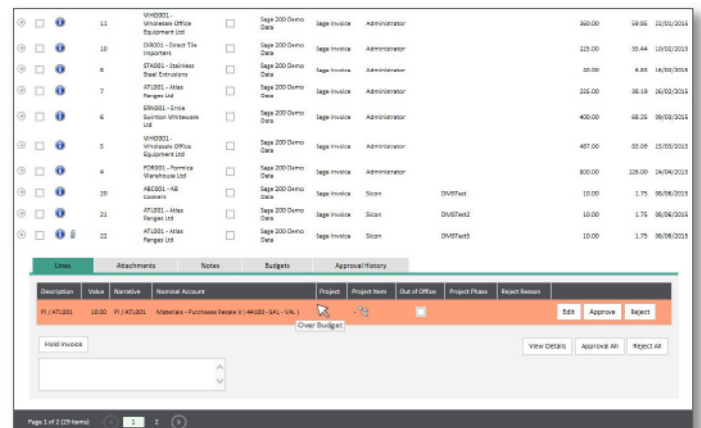 11 WHO001 - Wholesale Office Equipment Ltd Sage 200 Demo Data Sage Invoice Administrator 360.00 59.85 22/01/2015
10 DIR001 - Direct Tile Importers Sage 200 Demo Data Sage Invoice Administrator 225.00 35.44 10/02/2015
8 STA001 - Stainless Steel Extrusions Sage 200 Demo Data Sage Invoice Administrator 40.00 6.83 16/02/2015
7 ATL001 - Atlas Ranges Ltd Sage 200 Demo Data Sage Invoice Administrator 225.00 38.19 26/02/2015
6 ERN001 - Ernie Swinton Whiteware Ltd Sage 200 Demo Data Sage Invoice Administrator 400.00 68.25 09/03/2015
5 WHO001 - Wholesale Office Equipment Ltd Sage 200 Demo Data Sage Invoice Administrator 487.00 83.09 25/03/2015
4 FOR001 - Formica Warehouse Ltd Sage 200 Demo Data Sage Invoice Administrator 800.00 126.00 24/04/2015
20 ABC001 - AB Cookers Sage 200 Demo Data Sage Invoice Sicon DMSTest 10.00 1.75 08/06/2015
21 ATL001 - Atlas Ranges Ltd Sage 200 Demo Data Sage Invoice Sicon DMSTest2 10.00 1.75 08/06/2015
22 ATL001 - Atlas Ranges Ltd Sage 200 Demo Data Sage Invoice Sicon DMSTest5 10.00 1.75 08/06/2015
Lines Attachments Notes Budgets Approval History
Description Value Narrative Nominal Account Project Project Item Out of Office Project Phase Reject Reason
PI / ATL001 10.00 PI / ATL001 Materials - Purchases Resale V ( 44100 - SAL - VAL ) - Edit Approve Reject
Over Budget
Hold Invoice View Details Approval All Reject All
Page 1 of 2 (25 items) 1 2